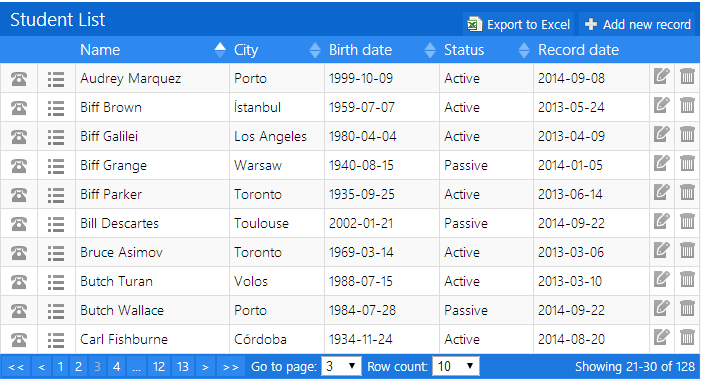 Student List
Export to Excel
Add new record
Name City Birth date Status Record date
Audrey Marquez Porto 1999-10-09 Active 2014-09-08
Biff Brown İstanbul 1959-07-07 Active 2013-05-24
Biff Galilei Los Angeles 1980-04-04 Active 2013-04-09
Biff Grange Warsaw 1940-08-15 Passive 2014-01-05
Biff Parker Toronto 1935-09-25 Active 2013-06-14
Bill Descartes Toulouse 2002-01-21 Passive 2014-09-22
Bruce Asimov Toronto 1969-03-14 Active 2013-03-06
Butch Turan Volos 1988-07-15 Active 2013-03-10
Butch Wallace Porto 1984-07-28 Passive 2014-09-22
Carl Fishburne Córdoba 1934-11-24 Active 2014-08-20
<< < 1 2 3 4 ... 12 13 > >> Go to page: 3 Row count: 10 Showing 21-30 of 128